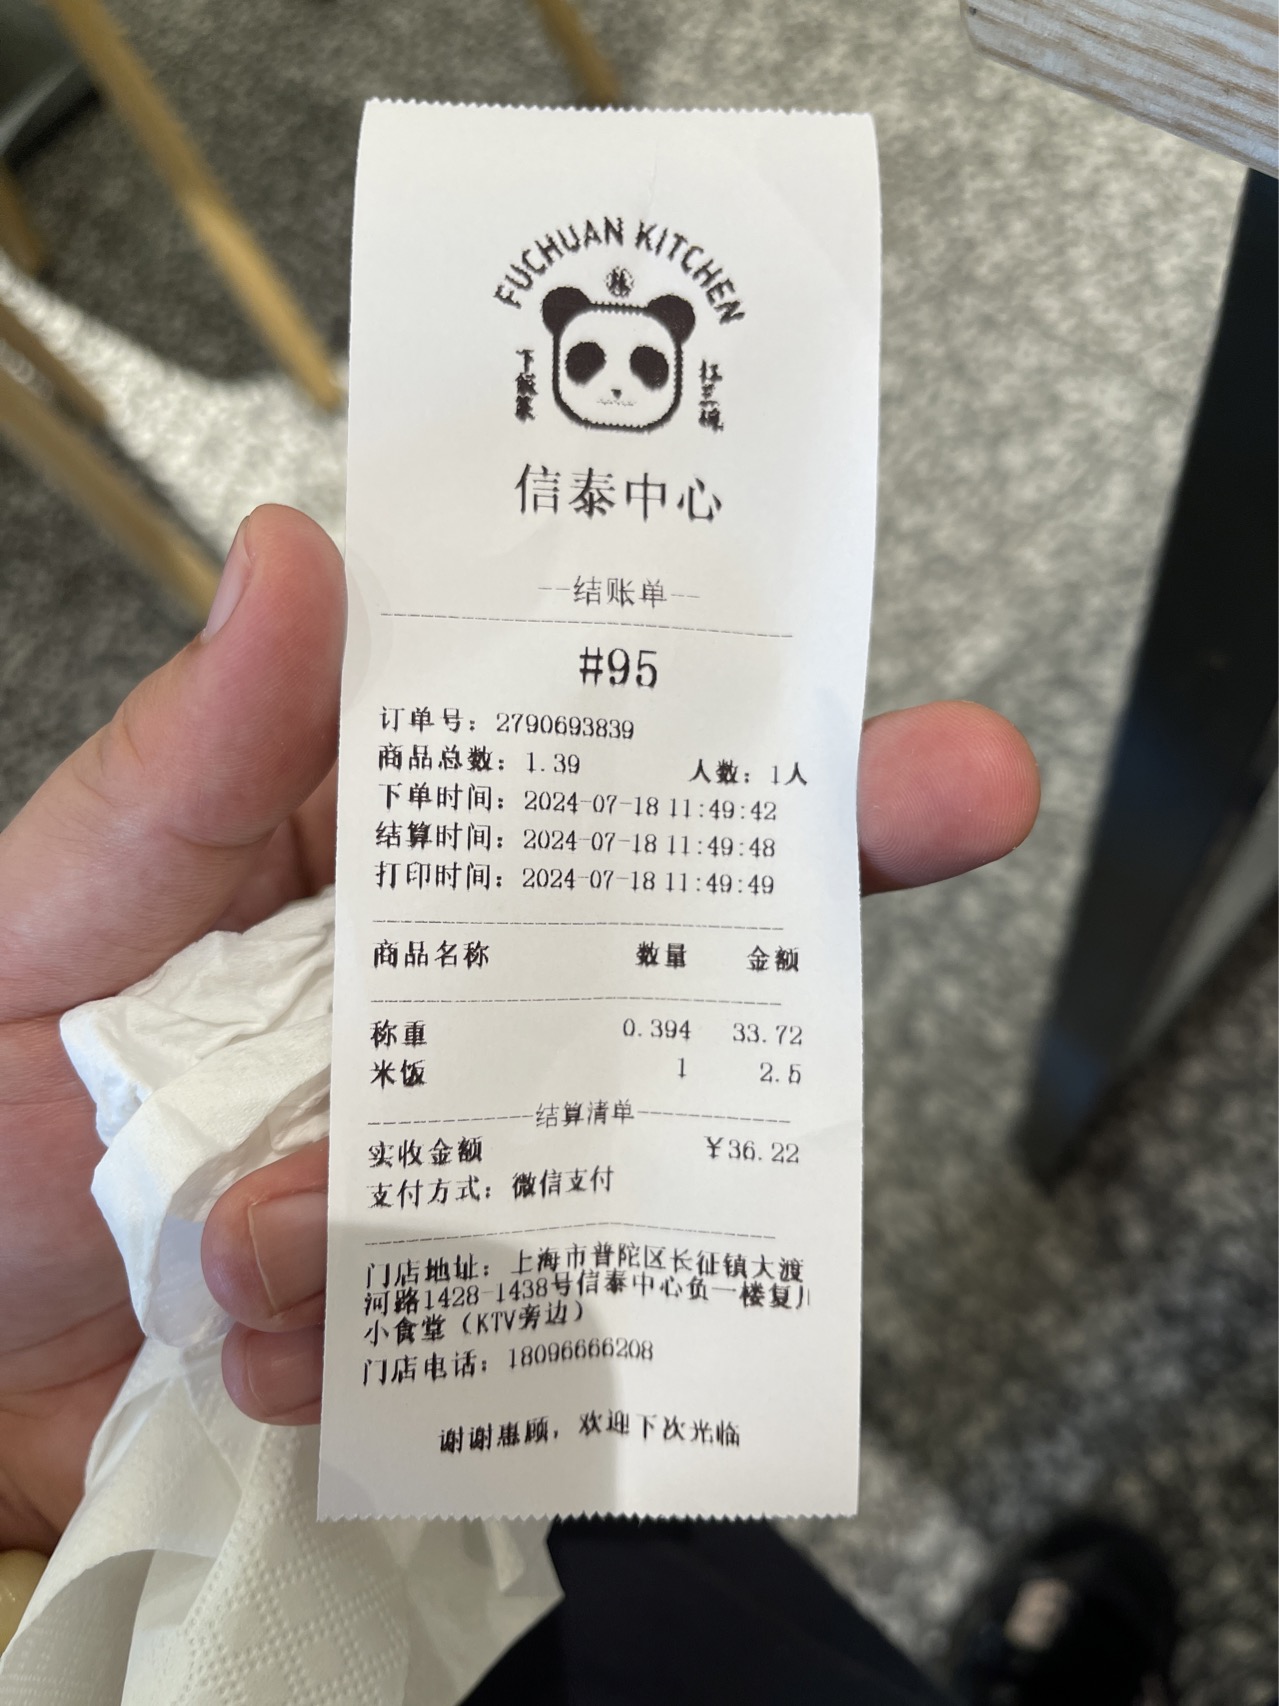 FUCHUAN KITCHEN
下饭菜
信泰中心
--结账单--
#95
订单号：2790693839
商品总数：1.39 人数：1人
下单时间：2024-07-18 11:49:42
结算时间：2024-07-18 11:49:48
打印时间：2024-07-18 11:49:49
商品名称 数量 金额
称重 0.394 33.72
米饭 1 2.5
结算清单
实收金额 ￥36.22
支付方式：微信支付
门店地址：上海市普陀区长征镇大渡
河路1428-1438号信泰中心负一楼复川
小食堂（KTV旁边）
门店电话：18096666208
谢谢惠顾，欢迎下次光临